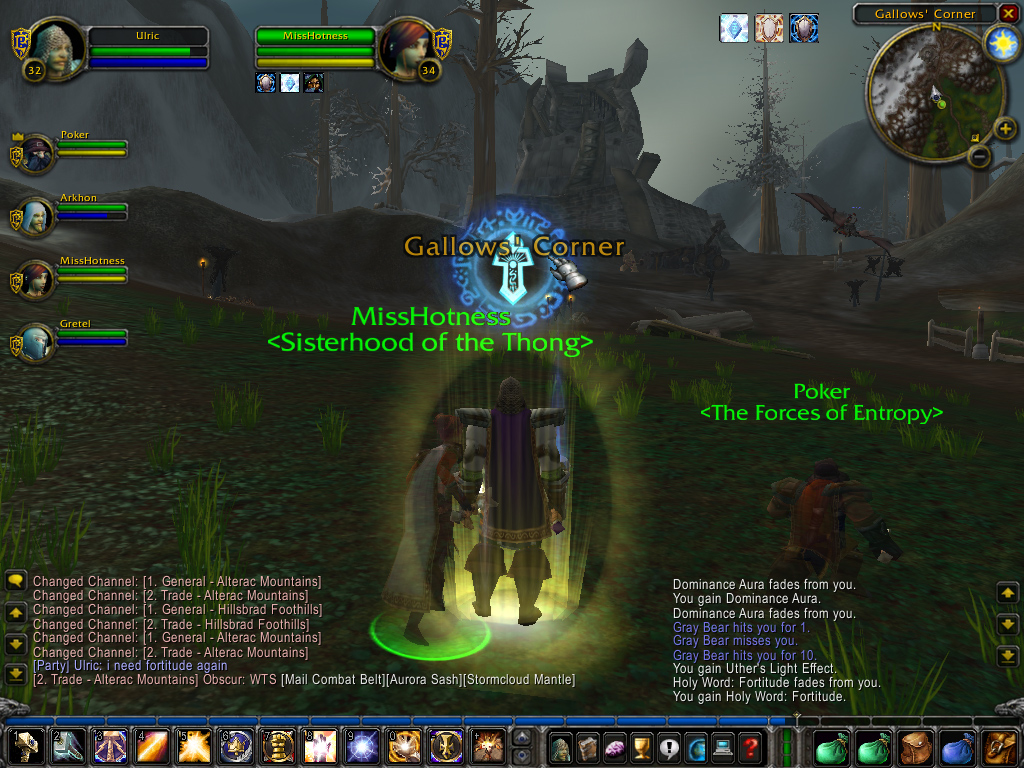 Ulric
32
MissHotness
34
Gallows' Corner
N
Poker
Arkhon
MissHotness
Gretel
Gallows' Corner
MissHotness
<Sisterhood of the Thong>
Poker
<The Forces of Entropy>
Changed Channel: [1. General - Alterac Mountains]
Changed Channel: [2. Trade - Alterac Mountains]
Changed Channel: [1. General - Hillsbrad Foothills]
Changed Channel: [2. Trade - Hillsbrad Foothills]
Changed Channel: [1. General - Alterac Mountains]
Changed Channel: [2. Trade - Alterac Mountains]
[Party] Ulric: i need fortitude again
[2. Trade - Alterac Mountains] Obscur: WTS [Mail Combat Belt][Aurora Sash][Stormcloud Mantle]
Dominance Aura fades from you.
You gain Dominance Aura.
Dominance Aura fades from you.
Gray Bear hits you for 1.
Gray Bear misses you.
Gray Bear hits you for 10.
You gain Uther's Light Effect.
Holy Word: Fortitude fades from you.
You gain Holy Word: Fortitude.